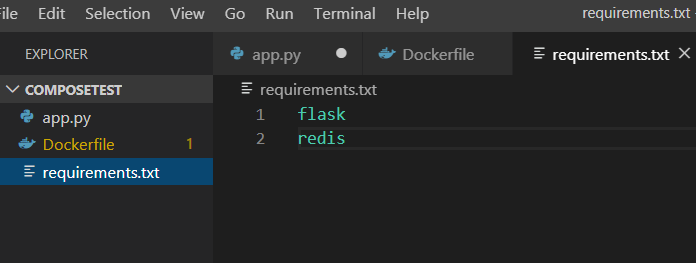 File Edit Selection View Go Run Terminal Help requirements.txt -
EXPLORER
app.py Dockerfile requirements.txt
COMPOSETEST
requirements.txt
app.py
1 flask
Dockerfile 1
2 redis
requirements.txt